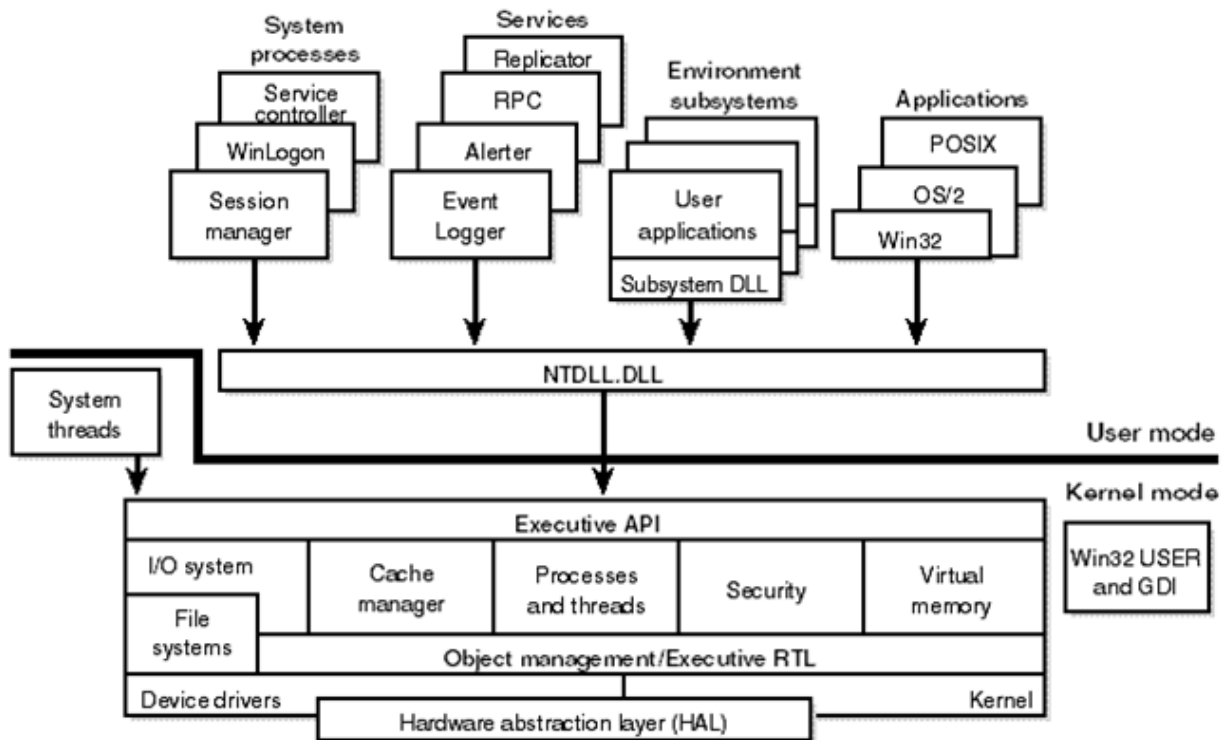 System
processes
Services
Environment
subsystems
Applications
Service
controller
WinLogon
Session
manager
Replicator
RPC
Alerter
Event
Logger
User
applications
Subsystem DLL
POSIX
OS/2
Win32
NTDLL.DLL
System
threads
User mode
Kernel mode
Executive API
I/O system
File
systems
Cache
manager
Processes
and threads
Security
Virtual
memory
Win32 USER
and GDI
Object management/Executive RTL
Device drivers
Kernel
Hardware abstraction layer (HAL)